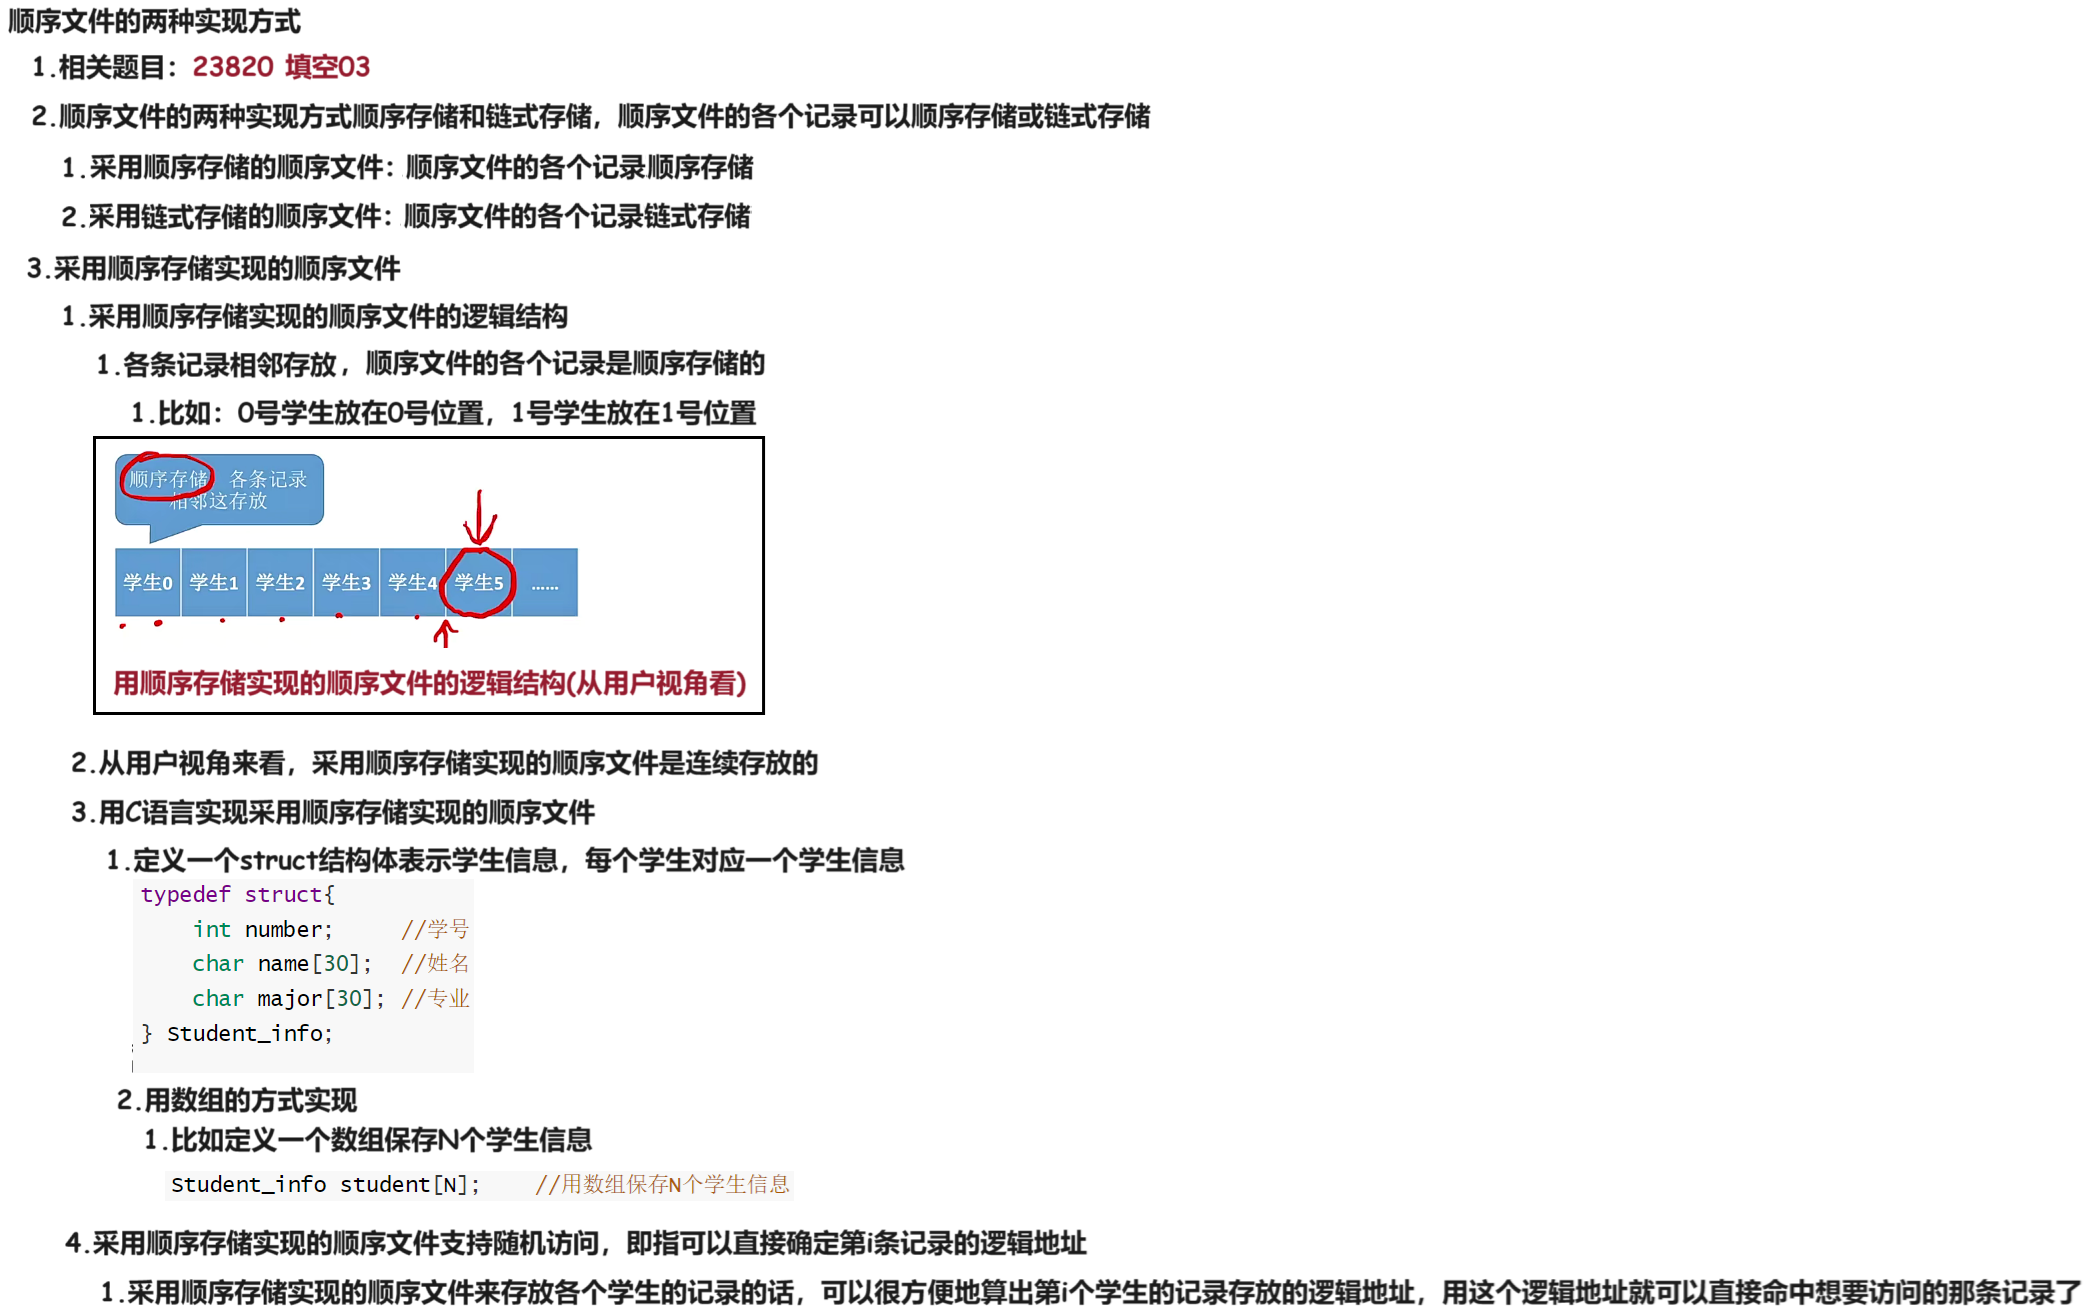 顺序文件的两种实现方式
1.相关题目：23820 填空03
2.顺序文件的两种实现方式顺序存储和链式存储，顺序文件的各个记录可以顺序存储或链式存储
1.采用顺序存储的顺序文件：顺序文件的各个记录顺序存储
2.采用链式存储的顺序文件：顺序文件的各个记录链式存储
3.采用顺序存储实现的顺序文件
1.采用顺序存储实现的顺序文件的逻辑结构
1.各条记录相邻存放，顺序文件的各个记录是顺序存储的
1.比如：0号学生放在0号位置，1号学生放在1号位置
顺序存储 各条记录
相邻这存放
学生0 学生1 学生2 学生3 学生4 学生5 ……
用顺序存储实现的顺序文件的逻辑结构(从用户视角看)
2.从用户视角来看，采用顺序存储实现的顺序文件是连续存放的
3.用C语言实现采用顺序存储实现的顺序文件
1.定义一个struct结构体表示学生信息，每个学生对应一个学生信息
typedef struct{
int number; //学号
char name[30]; //姓名
char major[30]; //专业
} Student_info;
2.用数组的方式实现
1.比如定义一个数组保存N个学生信息
Student_info student[N]; //用数组保存N个学生信息
4.采用顺序存储实现的顺序文件支持随机访问，即指可以直接确定第i条记录的逻辑地址
1.采用顺序存储实现的顺序文件来存放各个学生的记录的话，可以很方便地算出第i个学生的记录存放的逻辑地址，用这个逻辑地址就可以直接命中想要访问的那条记录了